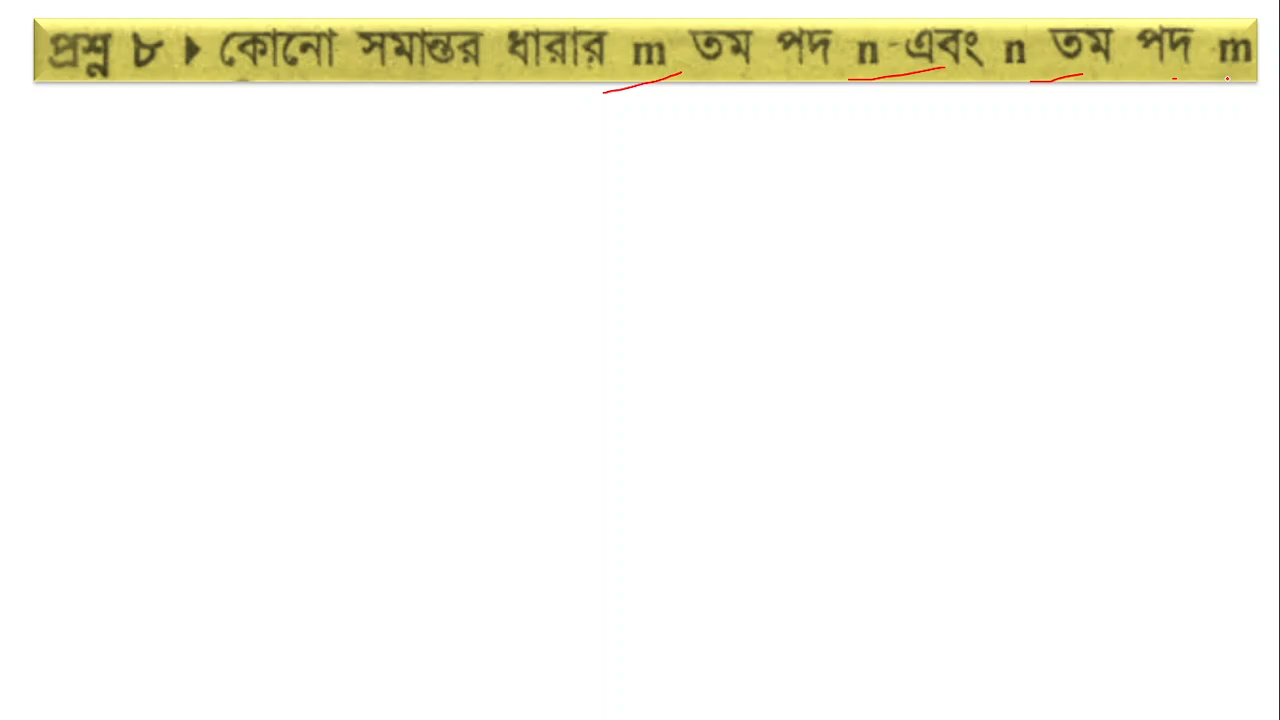 প্রশ্ন ৮ ▶ কোনো সমান্তর ধারার m তম পদ n এবং n তম পদ m